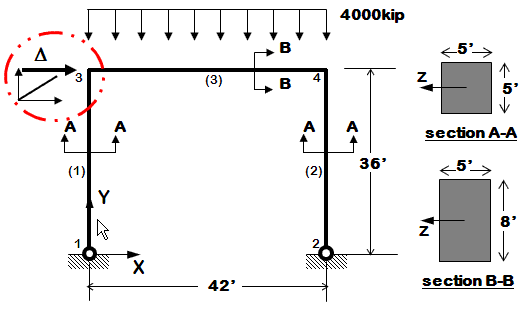 4000kip
Δ
B
5'
3
(3)
4
B
Z
5'
A
A
A
A
section A-A
(1)
(2)
36'
5'
Y
8'
Z
1
2
X
section B-B
42'